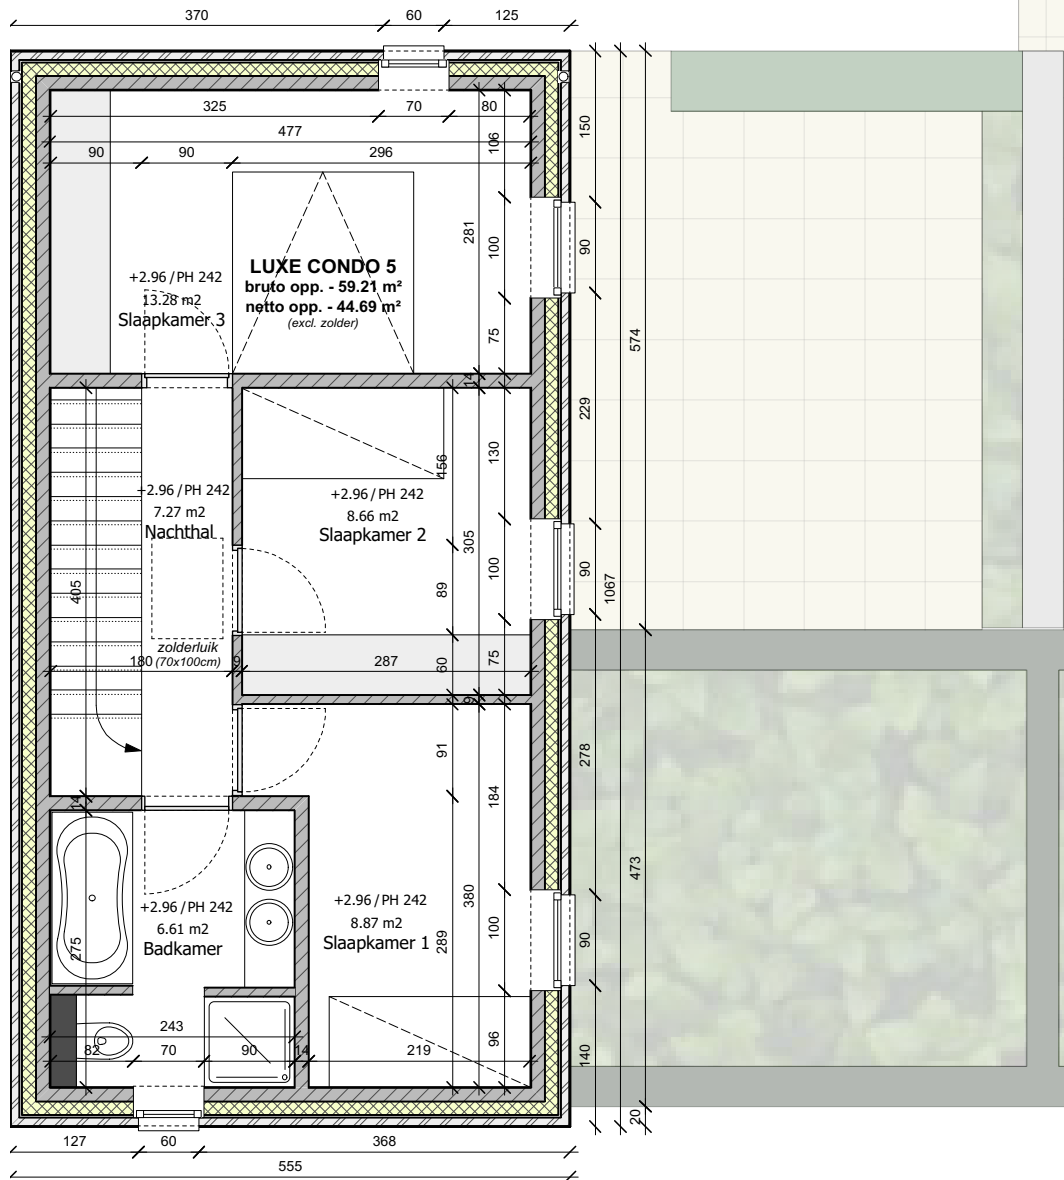 370 60 125
325 70 80
477
90 90 296
106
150
281
100
90
LUXE CONDO 5
bruto opp. - 59.21 m²
netto opp. - 44.69 m²
(excl. zolder)
+2.96 / PH 242
13.28 m2
Slaapkamer 3
75
574
14
229
130
156
+2.96 / PH 242
7.27 m2
Nachthal
+2.96 / PH 242
8.66 m2
Slaapkamer 2
305
100
90
1067
405
89
zolderluik
(70x100cm)
180 9 287
60
75
9
91
278
184
14
473
+2.96 / PH 242
6.61 m2
Badkamer
+2.96 / PH 242
8.87 m2
Slaapkamer 1
380
289
100
90
275
243
82 70 90 14 219
96
140
20
127 60 368
555